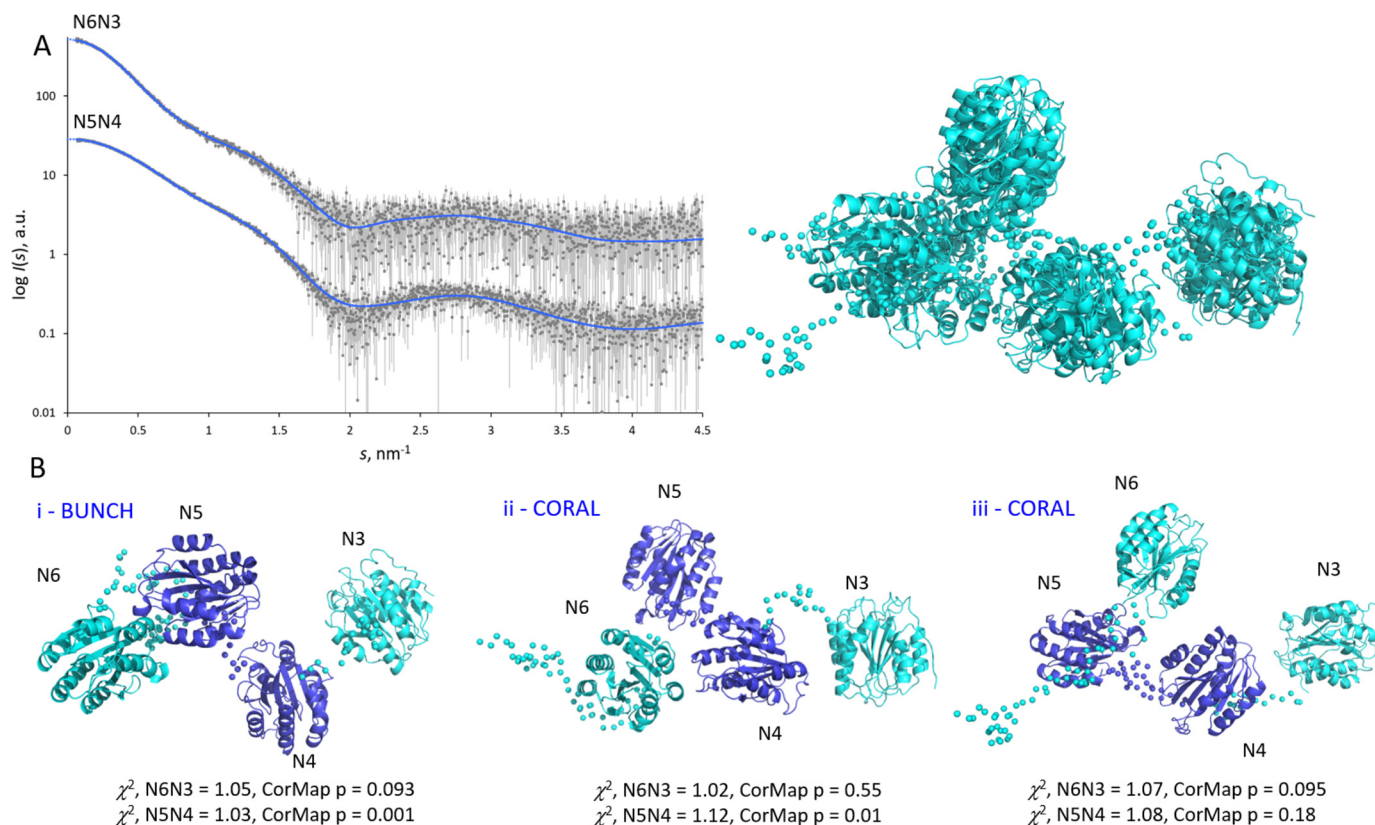 A
N6N3
N5N4
100
10
1
0.1
0.01
log I(s), a.u.
0 0.5 1 1.5 2 2.5 3 3.5 4 4.5
s, nm⁻¹
B
i - BUNCH
N5
N6
N3
N4
χ², N6N3 = 1.05, CorMap p = 0.093
χ², N5N4 = 1.03, CorMap p = 0.001
ii - CORAL
N5
N6
N3
N4
χ², N6N3 = 1.02, CorMap p = 0.55
χ², N5N4 = 1.12, CorMap p = 0.01
iii - CORAL
N6
N5
N3
N4
χ², N6N3 = 1.07, CorMap p = 0.095
χ², N5N4 = 1.08, CorMap p = 0.18